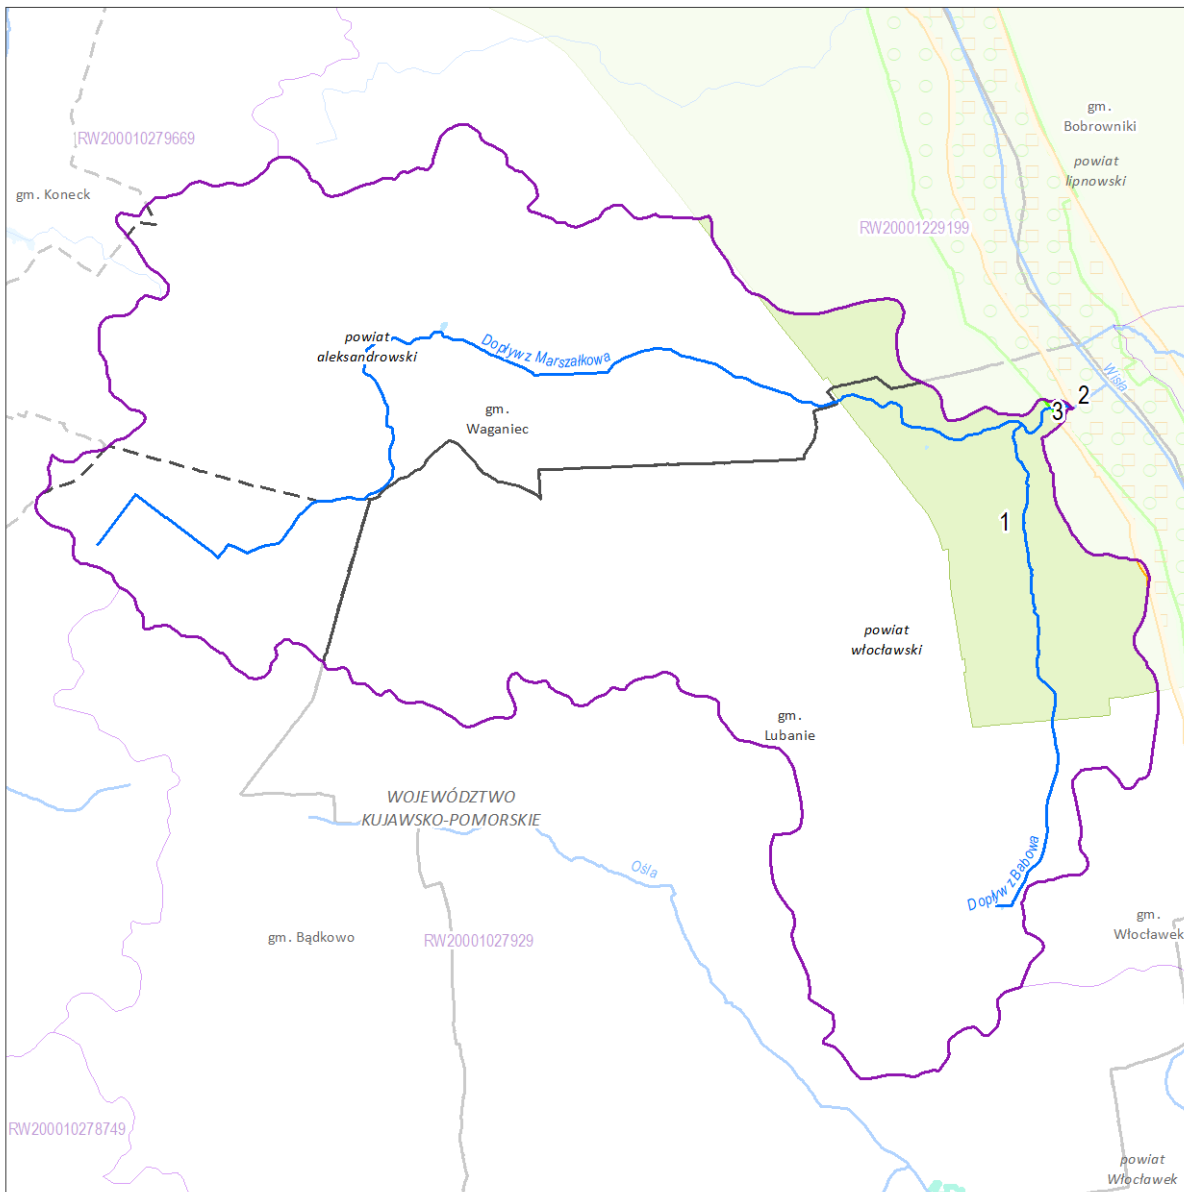 gm.
Bobrowniki
RW200010279669
powiat
lipnowski
gm. Koneck
RW20001229199
powiat
aleksandrowski
Dopływ z Marszałkowa
Wisła
2
3
gm.
Waganiec
1
powiat
włocławski
gm.
Lubanie
WOJEWÓDZTWO
KUJAWSKO-POMORSKIE
Ośla
Dopływ z Babowa
gm.
Włocławek
gm. Bądkowo
RW20001027929
RW200010278749
powiat
Włocławek